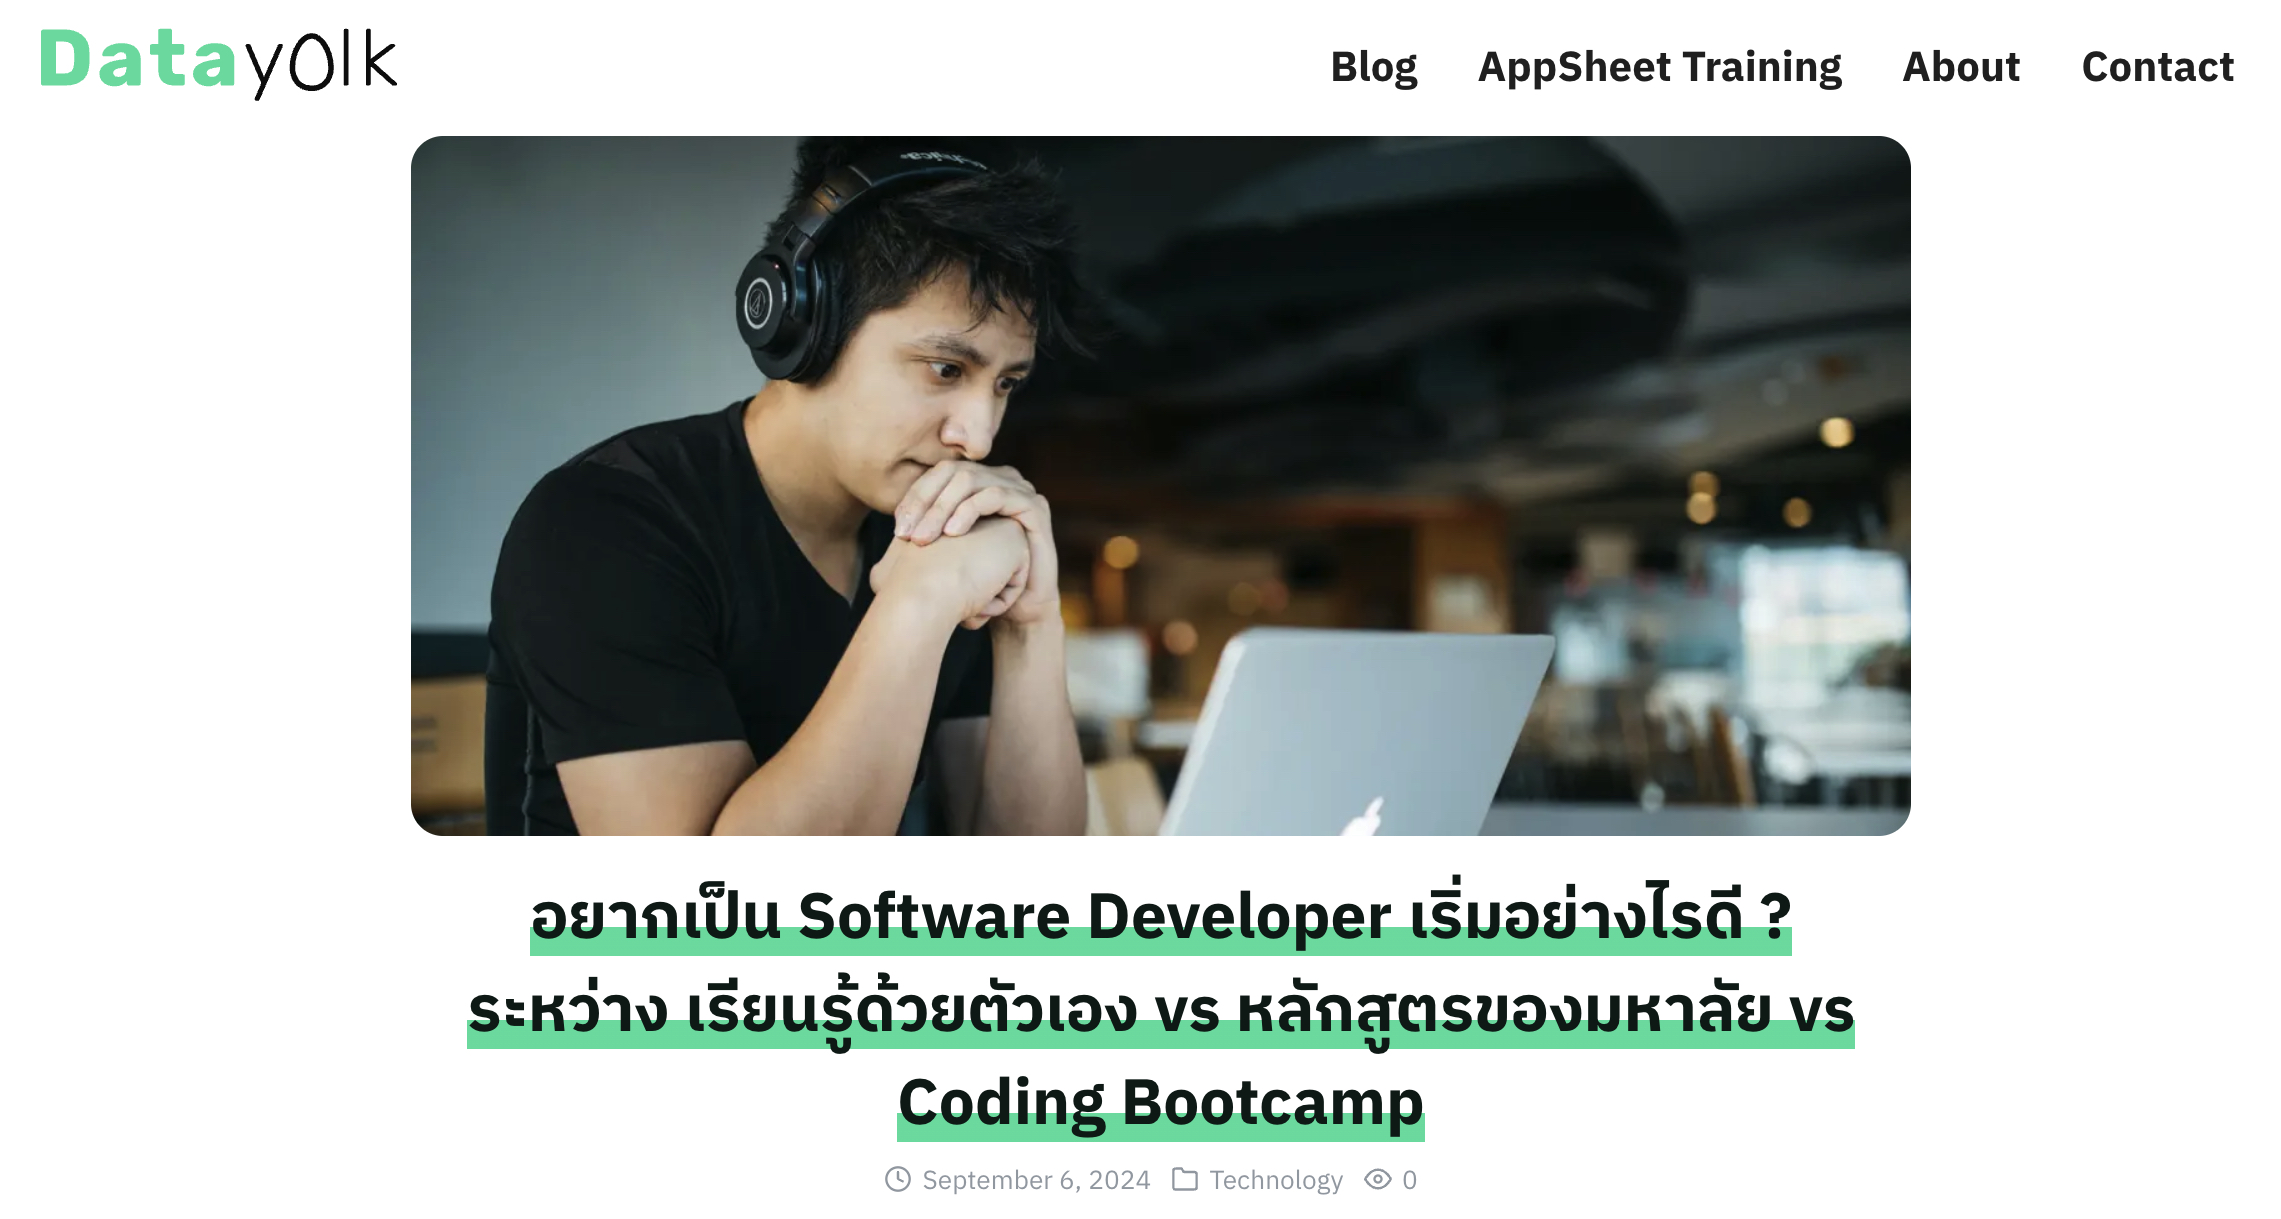 Datayolk
Blog AppSheet Training About Contact
อยากเป็น Software Developer เริ่มอย่างไรดี ?
ระหว่าง เรียนรู้ด้วยตัวเอง vs หลักสูตรของมหาลัย vs
Coding Bootcamp
September 6, 2024 Technology 0